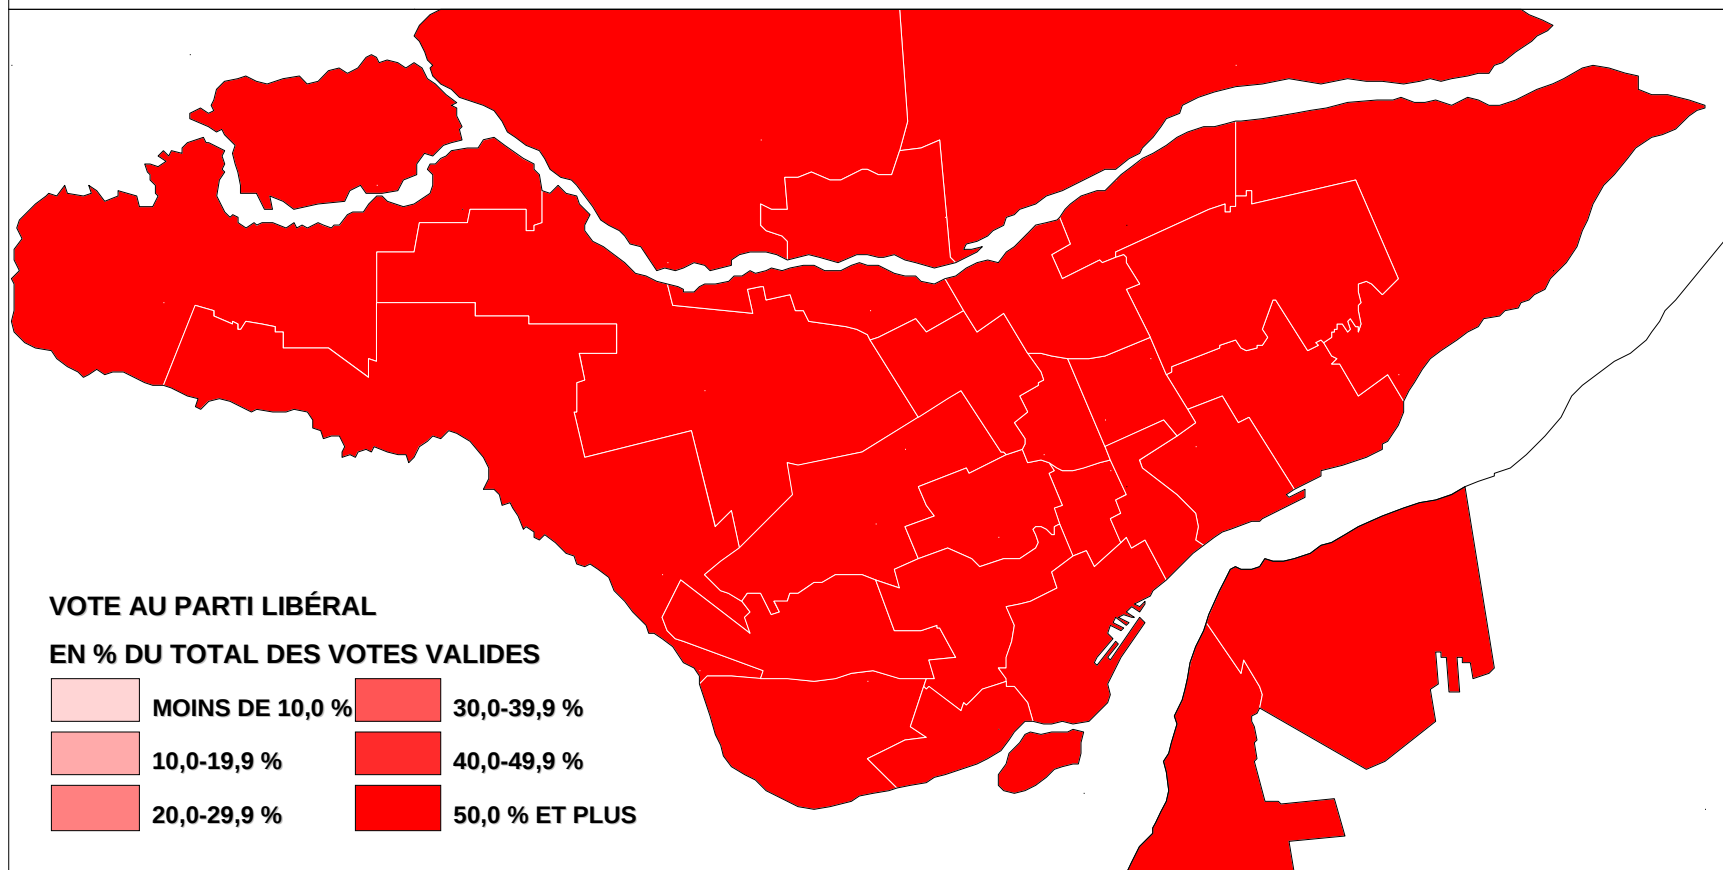 VOTE AU PARTI LIBÉRAL
EN % DU TOTAL DES VOTES VALIDES
MOINS DE 10,0 %
10,0-19,9 %
20,0-29,9 %
30,0-39,9 %
40,0-49,9 %
50,0 % ET PLUS